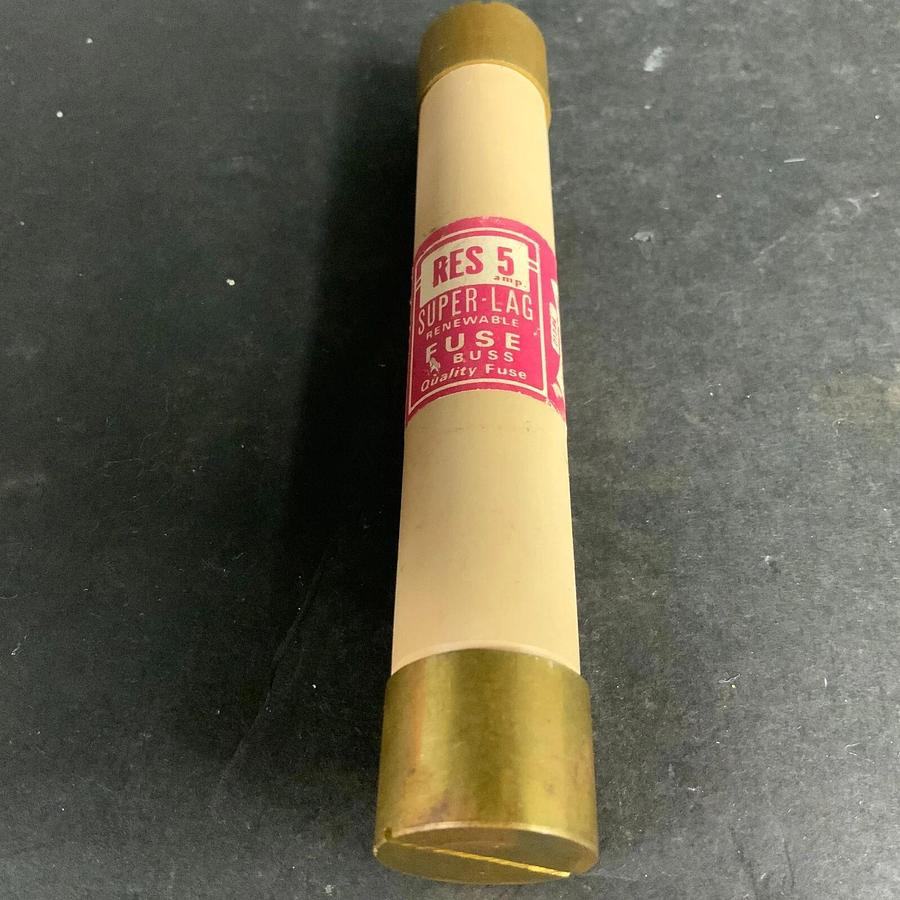 RES 5
amp.
SUPER-LAG
RENEWABLE
FUSE
BUSS
Quality Fuse